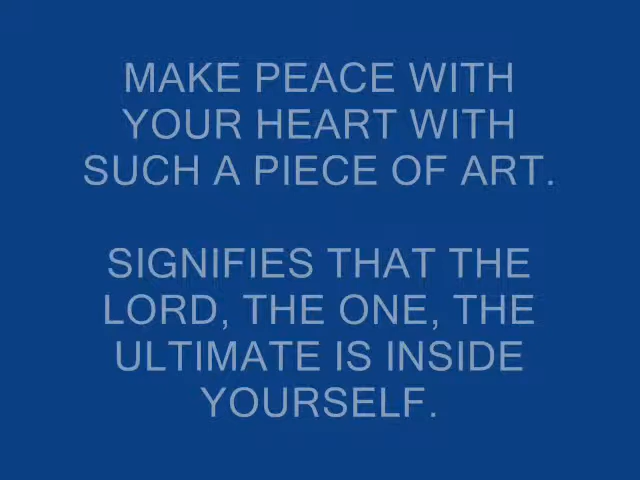 MAKE PEACE WITH
YOUR HEART WITH
SUCH A PIECE OF ART.
SIGNIFIES THAT THE
LORD, THE ONE, THE
ULTIMATE IS INSIDE
YOURSELF.